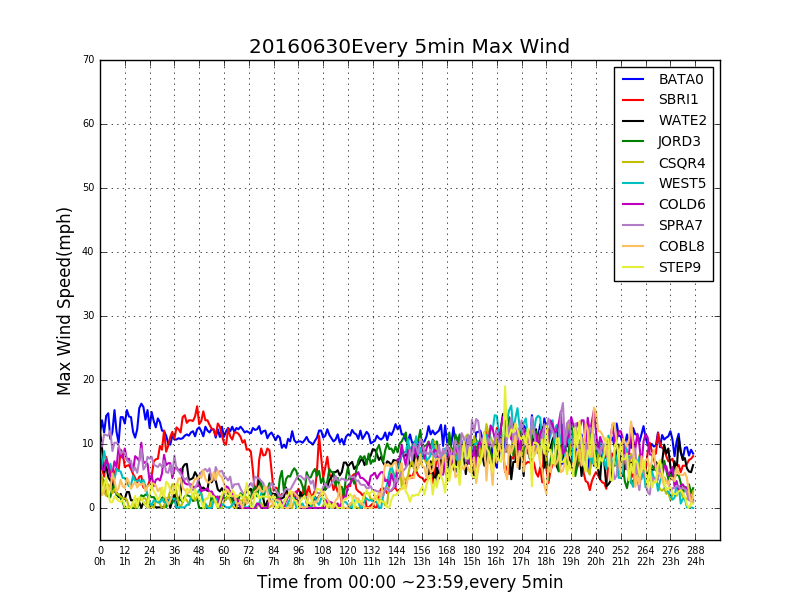 20160630Every 5min Max Wind
70
60
50
40
30
20
10
0
Max Wind Speed(mph)
BATA0
SBRI1
WATE2
JORD3
CSQR4
WEST5
COLD6
SPRA7
COBL8
STEP9
0 12 24 36 48 60 72 84 96 108 120 132 144 156 168 180 192 204 216 228 240 252 264 276 288
0h 1h 2h 3h 4h 5h 6h 7h 8h 9h 10h 11h 12h 13h 14h 15h 16h 17h 18h 19h 20h 21h 22h 23h 24h
Time from 00:00 ~23:59,every 5min